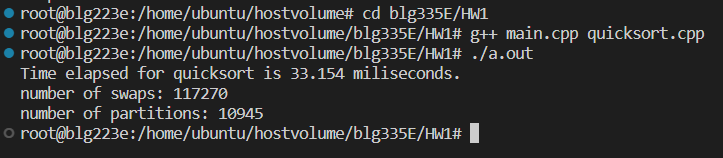 root@blg223e:/home/ubuntu/hostvolume# cd blg335E/HW1
root@blg223e:/home/ubuntu/hostvolume/blg335E/HW1# g++ main.cpp quicksort.cpp
root@blg223e:/home/ubuntu/hostvolume/blg335E/HW1# ./a.out
Time elapsed for quicksort is 33.154 miliseconds.
number of swaps: 117270
number of partitions: 10945
root@blg223e:/home/ubuntu/hostvolume/blg335E/HW1#